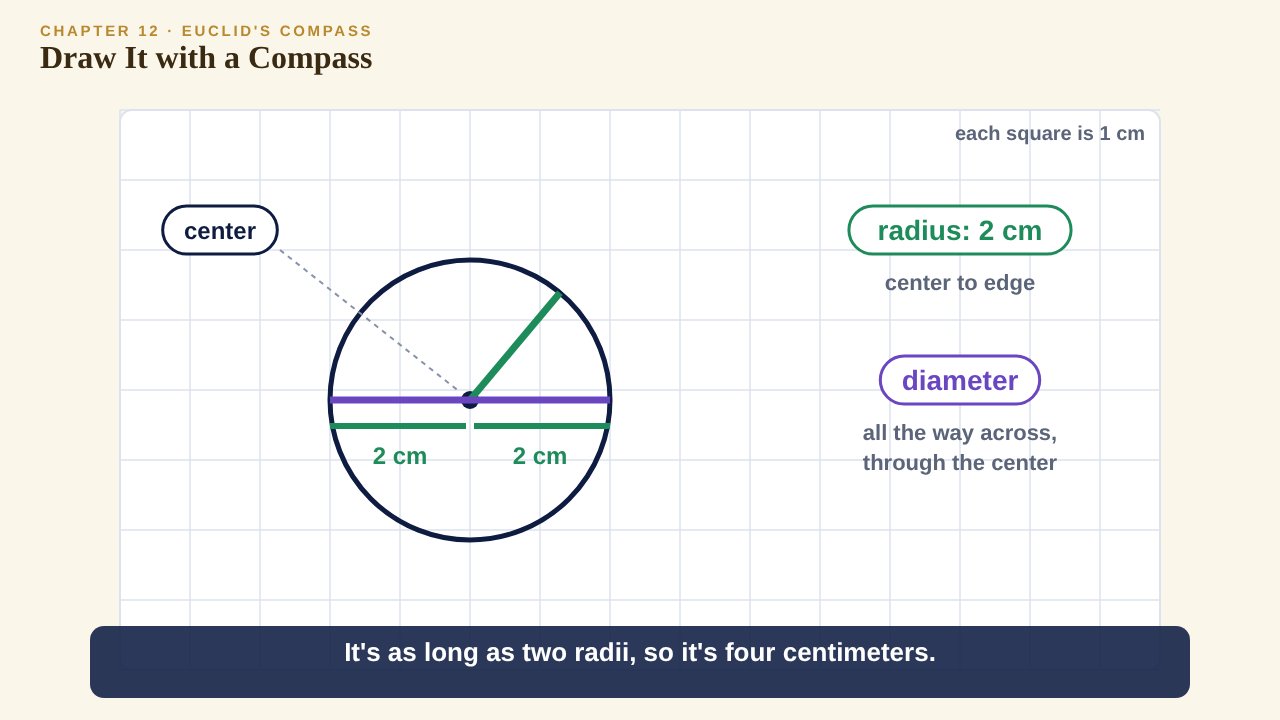 CHAPTER 12 · EUCLID'S COMPASS
Draw It with a Compass
each square is 1 cm
center
radius: 2 cm
center to edge
diameter
all the way across,
through the center
2 cm
2 cm
It's as long as two radii, so it's four centimeters.